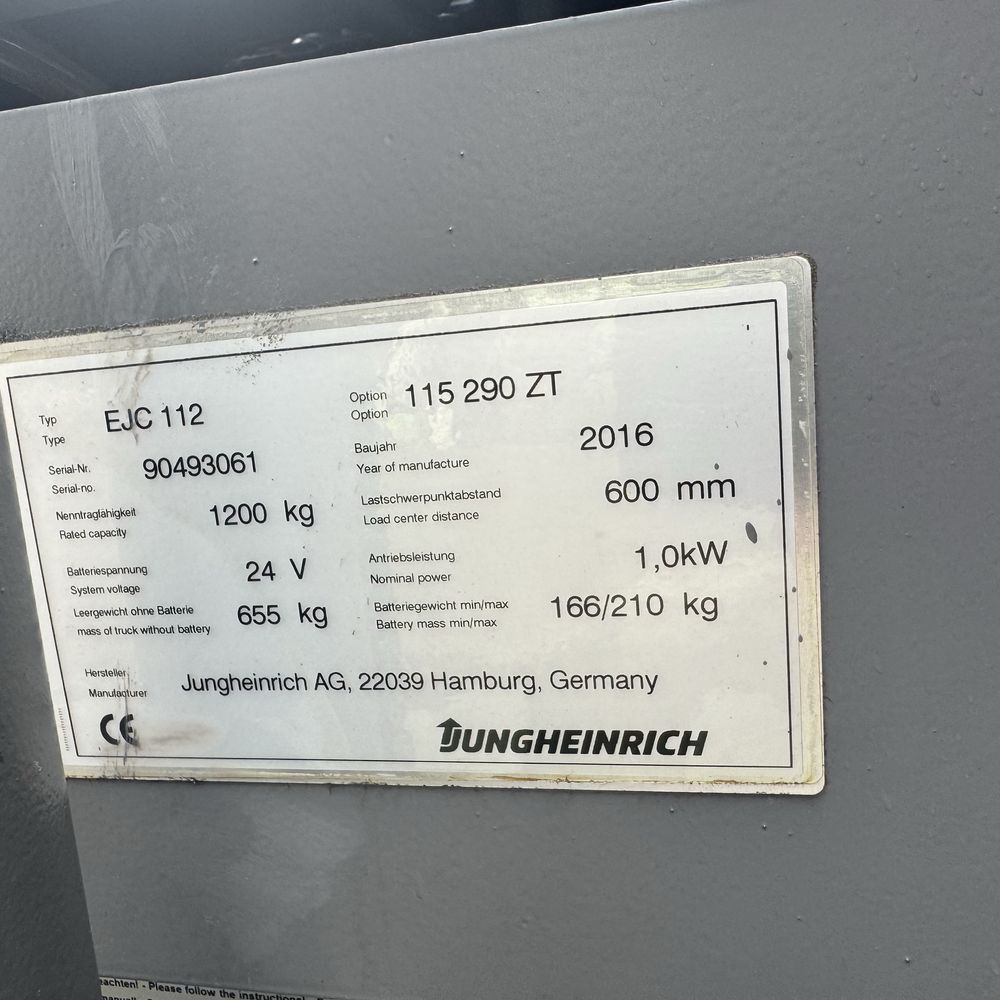 Typ
Type
EJC 112
Option
Option
115 290 ZT
Serial-Nr.
Serial-no.
90493061
Baujahr
Year of manufacture
2016
Nenntragfähigkeit
Rated capacity
1200 kg
Lastschwerpunktabstand
Load center distance
600 mm
Batteriespannung
System voltage
24 V
Antriebsleistung
Nominal power
1,0kW
Leergewicht ohne Batterie
mass of truck without battery
655 kg
Batteriegewicht min/max
Battery mass min/max
166/210 kg
Hersteller
Manufacturer
Jungheinrich AG, 22039 Hamburg, Germany
CE
JUNGHEINRICH
- Please follow the